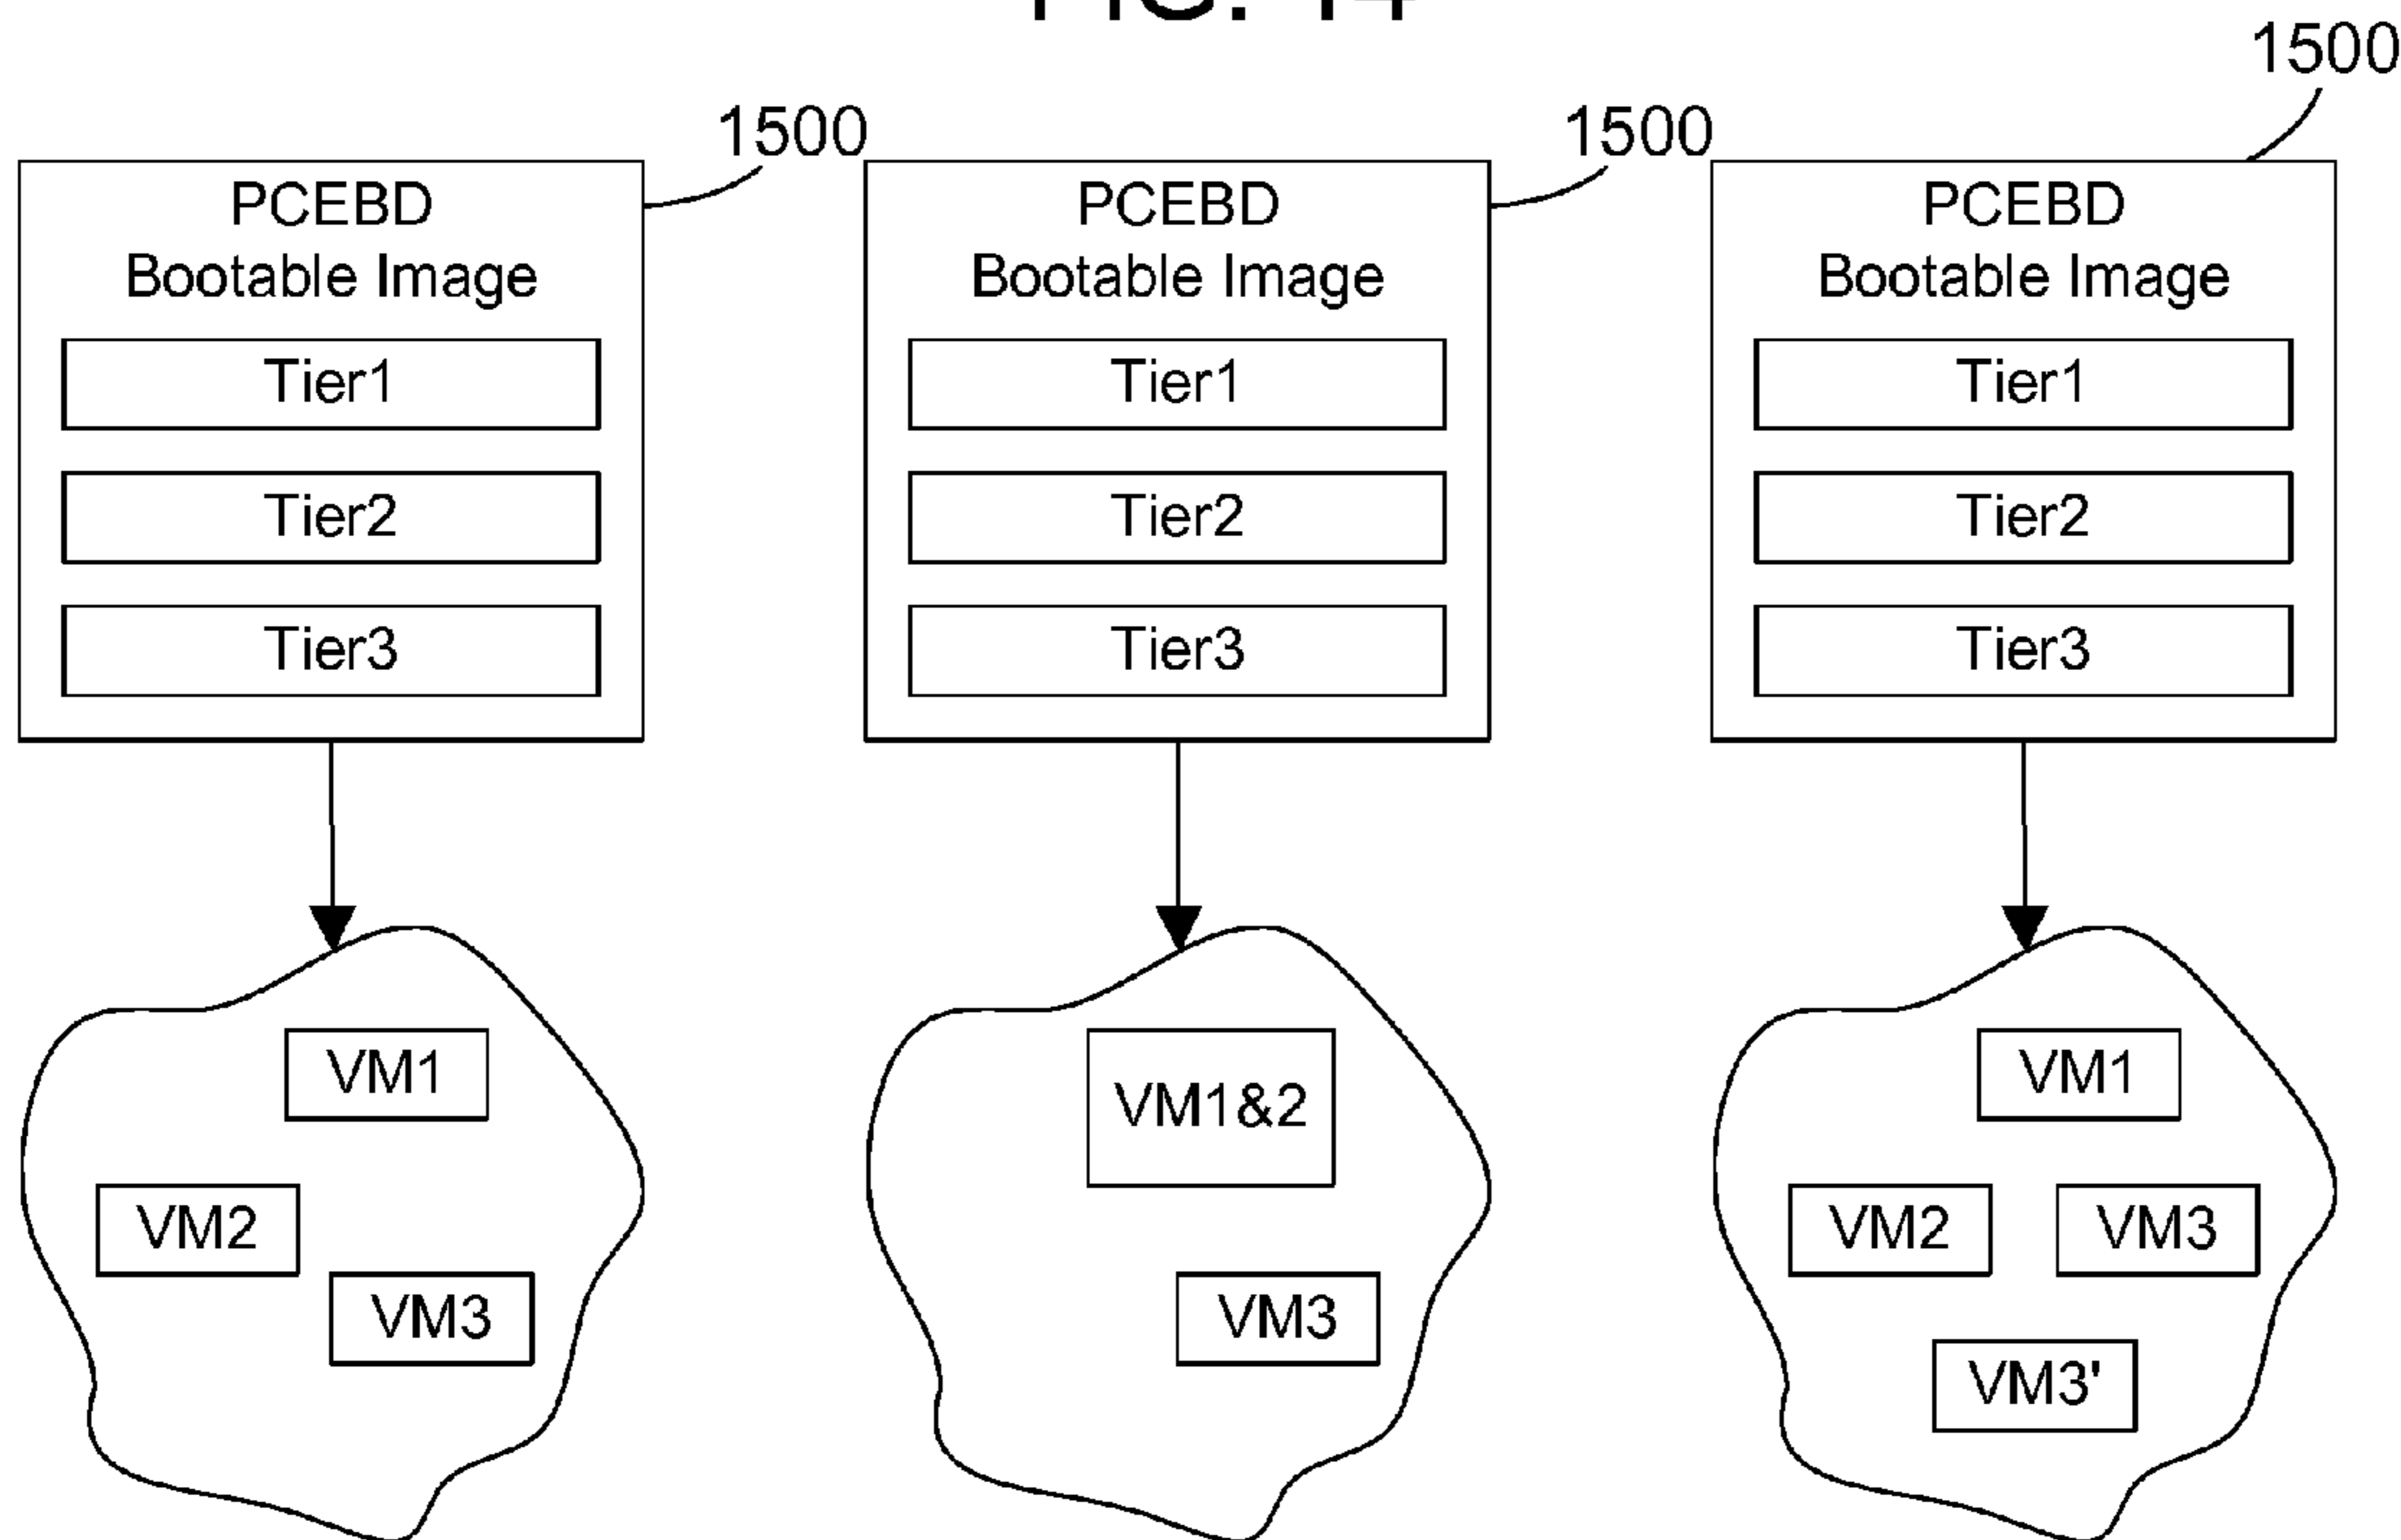 1500
1500
1500
PCEBD
Bootable Image
Tier1
Tier2
Tier3
VM1
VM2
VM3
PCEBD
Bootable Image
Tier1
Tier2
Tier3
VM1&2
VM3
PCEBD
Bootable Image
Tier1
Tier2
Tier3
VM1
VM2
VM3
VM3'